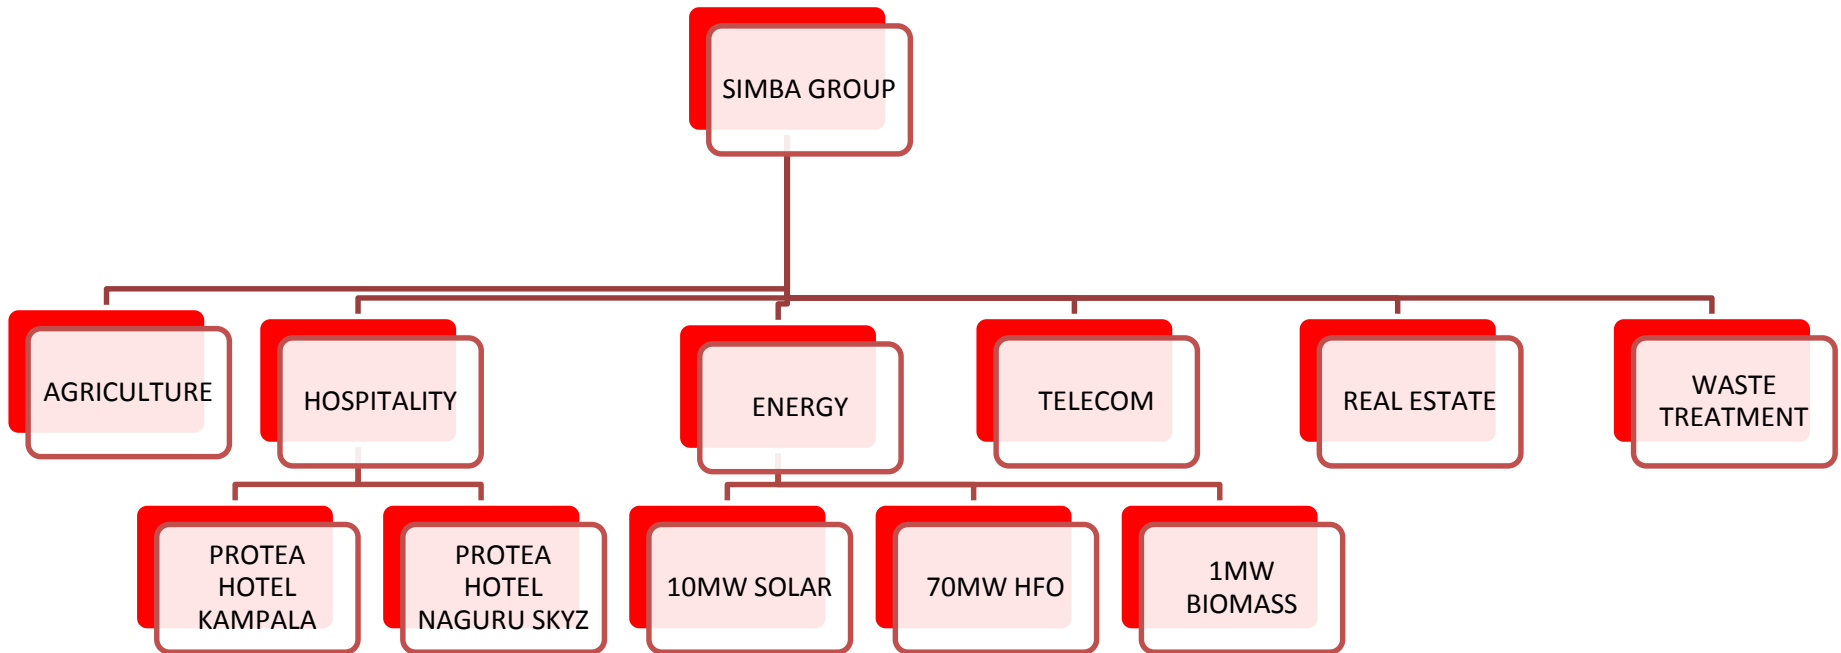 SIMBA GROUP
AGRICULTURE
HOSPITALITY
ENERGY
TELECOM
REAL ESTATE
WASTE
TREATMENT
PROTEA
HOTEL
KAMPALA
PROTEA
HOTEL
NAGURU SKYZ
10MW SOLAR
70MW HFO
1MW
BIOMASS